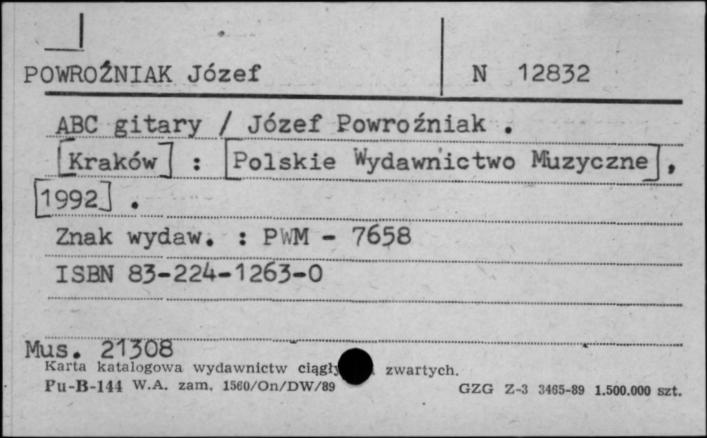 POWROŹNIAK Józef N 12832
ABC gitary / Józef Powroźniak .
[Kraków] : [Polskie Wydawnictwo Muzyczne],
[1992] .
Znak wydaw. : PWM - 7658
ISBN 83-224-1263-0
Mus. 21308
Karta katalogowa wydawnictw zwartych.
Pu-B-144 W.A. zam. 1560/On/DW/89 GZG Z-3 3465-89 1.500.000 szt.